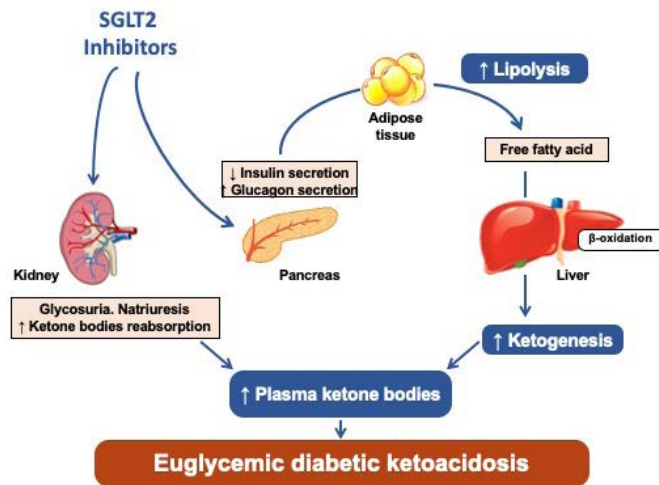 SGLT2
Inhibitors
↑ Lipolysis
Adipose
tissue
Free fatty acid
↓ Insulin secretion
↑ Glucagon secretion
β-oxidation
Kidney
Pancreas
Liver
Glycosuria. Natriuresis
↑ Ketone bodies reabsorption
↑ Ketogenesis
↑ Plasma ketone bodies
Euglycemic diabetic ketoacidosis